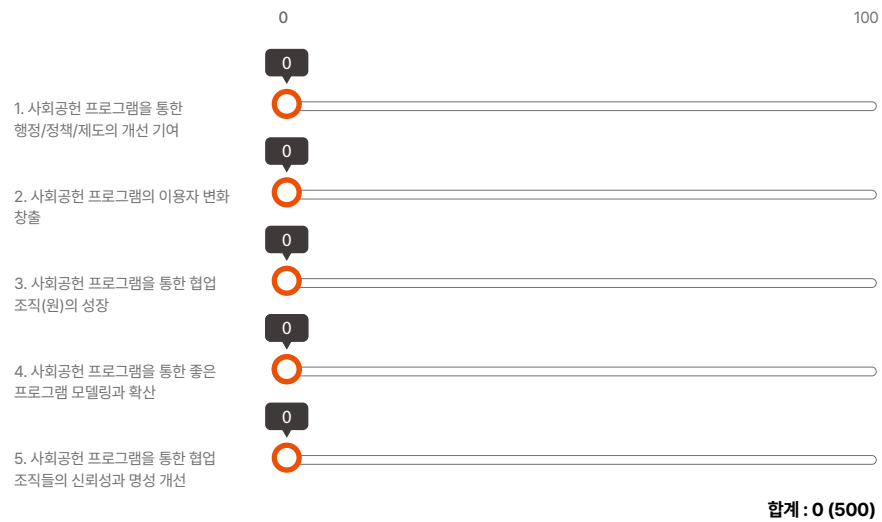 0 100
0
1. 사회공헌 프로그램을 통한
행정/정책/제도의 개선 기여
0
2. 사회공헌 프로그램의 이용자 변화
창출
0
3. 사회공헌 프로그램을 통한 협업
조직(원)의 성장
0
4. 사회공헌 프로그램을 통한 좋은
프로그램 모델링과 확산
0
5. 사회공헌 프로그램을 통한 협업
조직들의 신뢰성과 명성 개선
합계 : 0 (500)